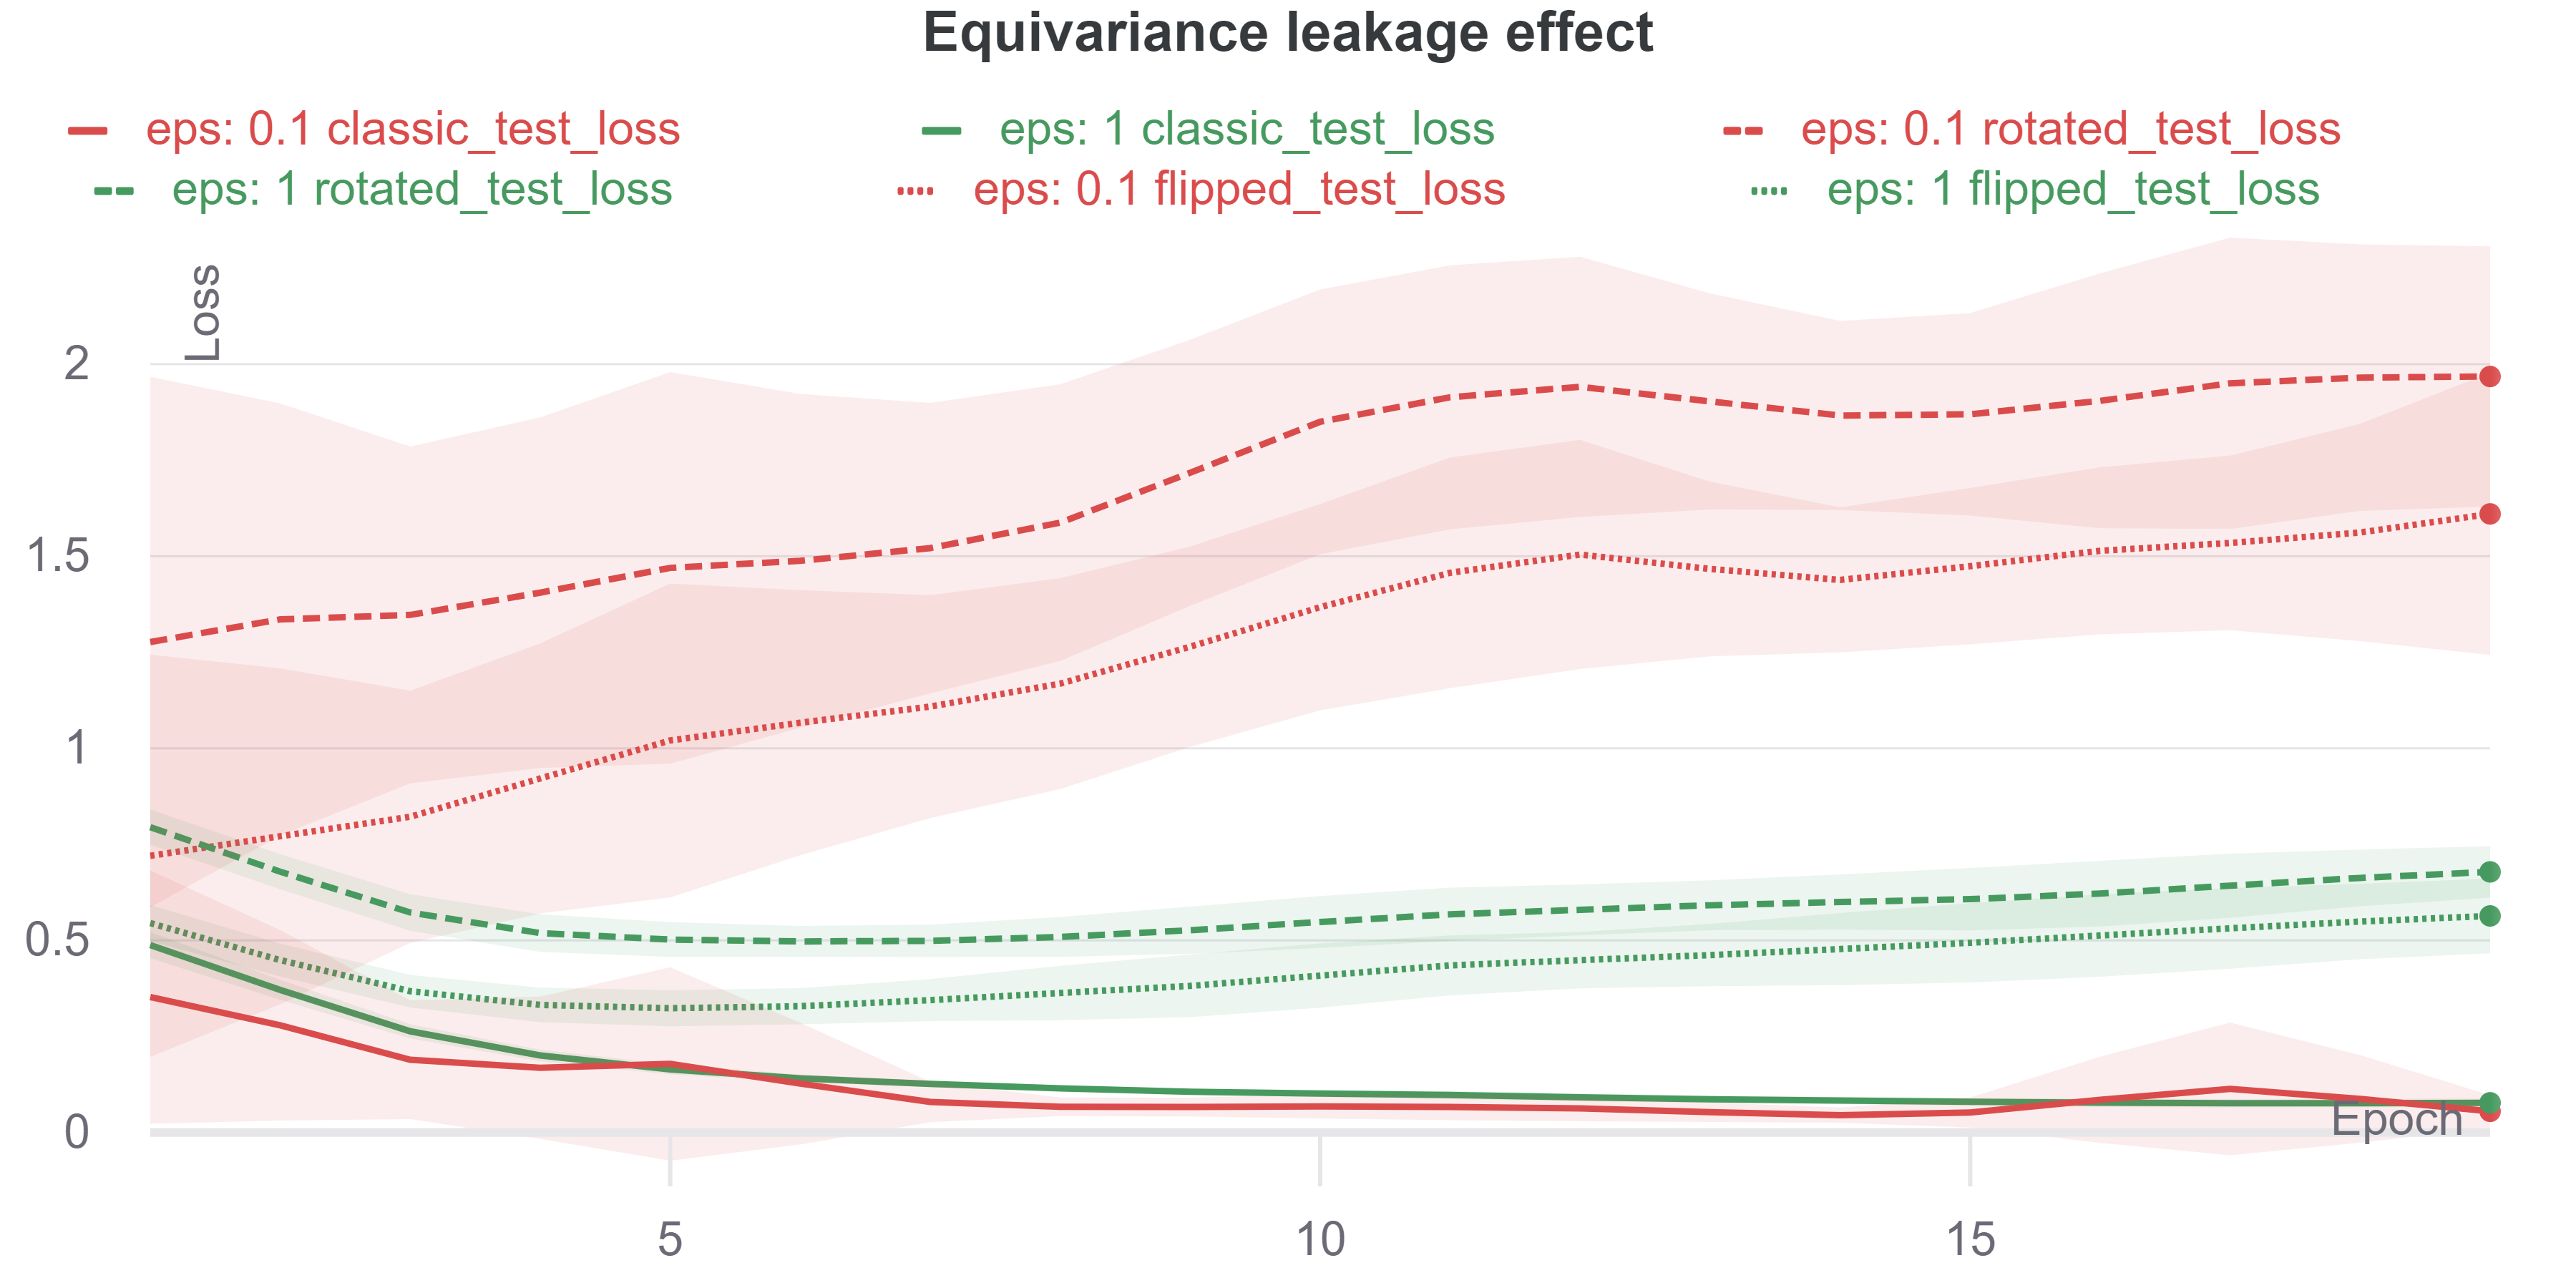 Equivariance leakage effect
eps: 0.1 classic_test_loss eps: 1 classic_test_loss eps: 0.1 rotated_test_loss
eps: 1 rotated_test_loss eps: 0.1 flipped_test_loss eps: 1 flipped_test_loss
Loss
2
1.5
1
0.5
0
Epoch
5 10 15